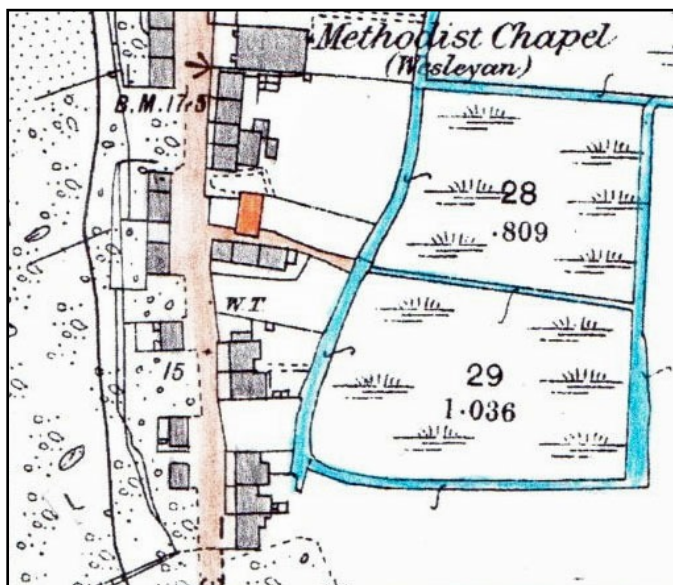 Methodist Chapel
(Wesleyan)
B.M. 17.5
28
.809
W.T
15
29
1.036